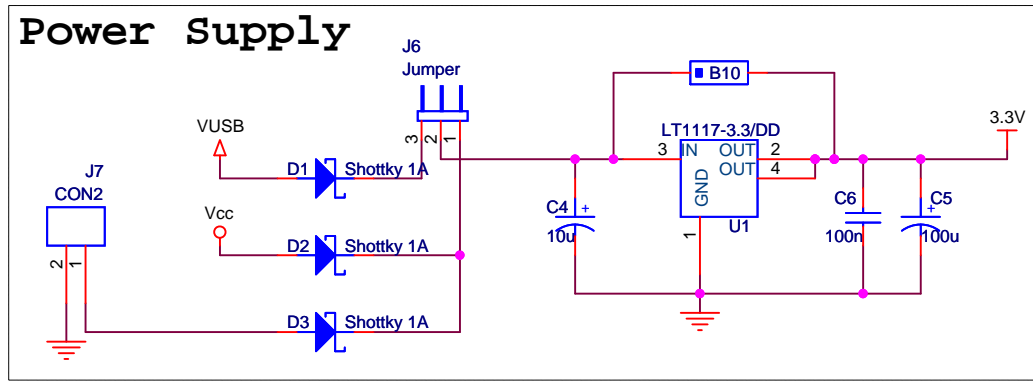 Power Supply
J6
Jumper
B10
3.3V
VUSB
3
2
1
LT1117-3.3/DD
3
IN
OUT
2
OUT
4
GND
1
U1
J7
CON2
D1
Shottky 1A
Vcc
C4
+
10u
C6
100n
C5
+
100u
2
1
D2
Shottky 1A
D3
Shottky 1A